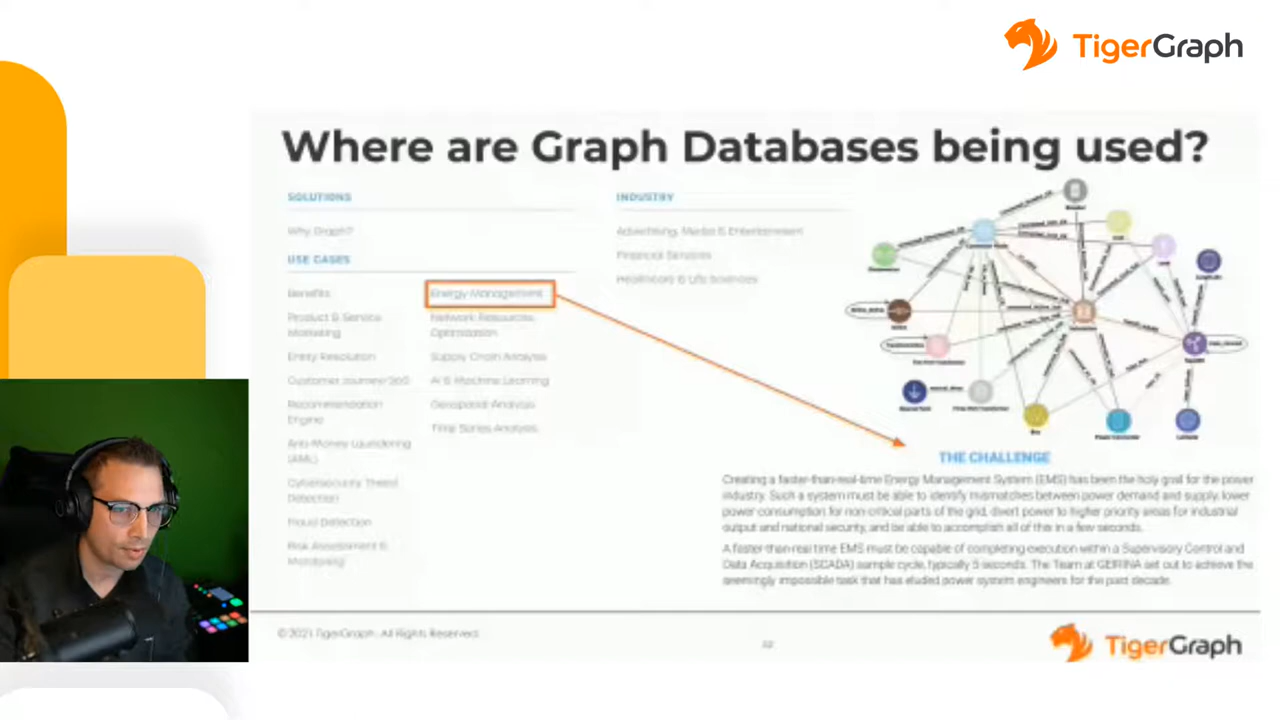 TigerGraph
Where are Graph Databases being used?
SOLUTIONS
Why Graph?
USE CASES
Benefits
Product & Service
Marketing
Entity Resolution
Customer Journey/360
Recommendation
Engine
Anti-Money Laundering
(AML)
Cybersecurity Threat
Detection
Fraud Detection
Risk Assessment &
Monitoring
Energy Management
Network Resources
Optimization
Supply Chain Analysis
AI & Machine Learning
Geospatial Analysis
Time Series Analysis
INDUSTRY
Advertising, Media & Entertainment
Financial Services
Healthcare & Life Sciences
THE CHALLENGE
Creating a faster-than-real-time Energy Management System (EMS) has been the holy grail for the power
industry. Such a system must be able to identify mismatches between power demand and supply, lower
power consumption for non-critical parts of the grid, divert power to higher priority areas for industrial
output and national security, and be able to accomplish all of this in a few seconds.
A faster-than-real time EMS must be capable of completing execution within a Supervisory Control and
Data Acquisition (SCADA) sample cycle, typically 5 seconds. The Team at GEIRINA set out to achieve the
seemingly impossible task that has eluded power system engineers for the past decade.
© 2021 TigerGraph. All Rights Reserved
TigerGraph